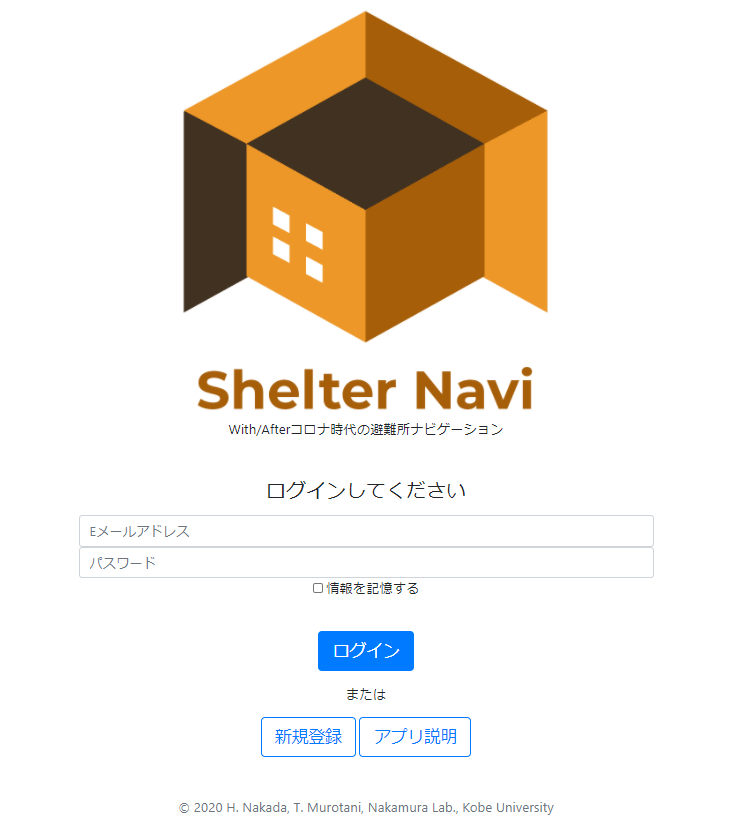 Shelter Navi
With/Afterコロナ時代の避難所ナビゲーション
ログインしてください
Eメールアドレス
パスワード
情報を記憶する
ログイン
または
新規登録 アプリ説明
© 2020 H. Nakada, T. Murotani, Nakamura Lab., Kobe University